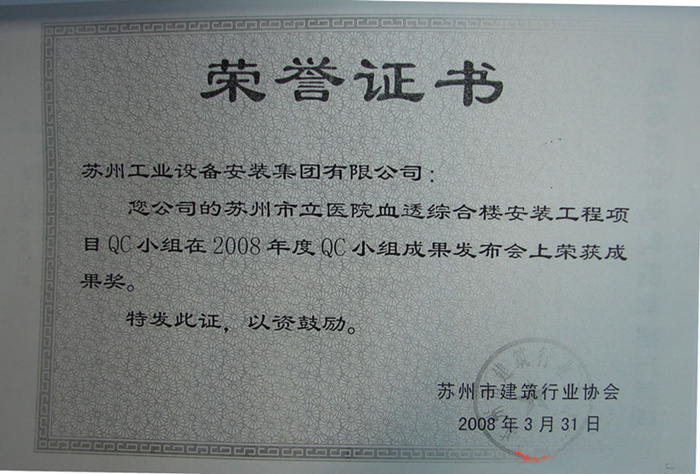 荣誉证书
苏州工业设备安装集团有限公司：
您公司的苏州市立医院血透综合楼安装工程项
目QC小组在2008年度QC小组成果发布会上荣获成
果奖。
特发此证，以资鼓励。
苏州市建筑行业协会
2008年3月31日